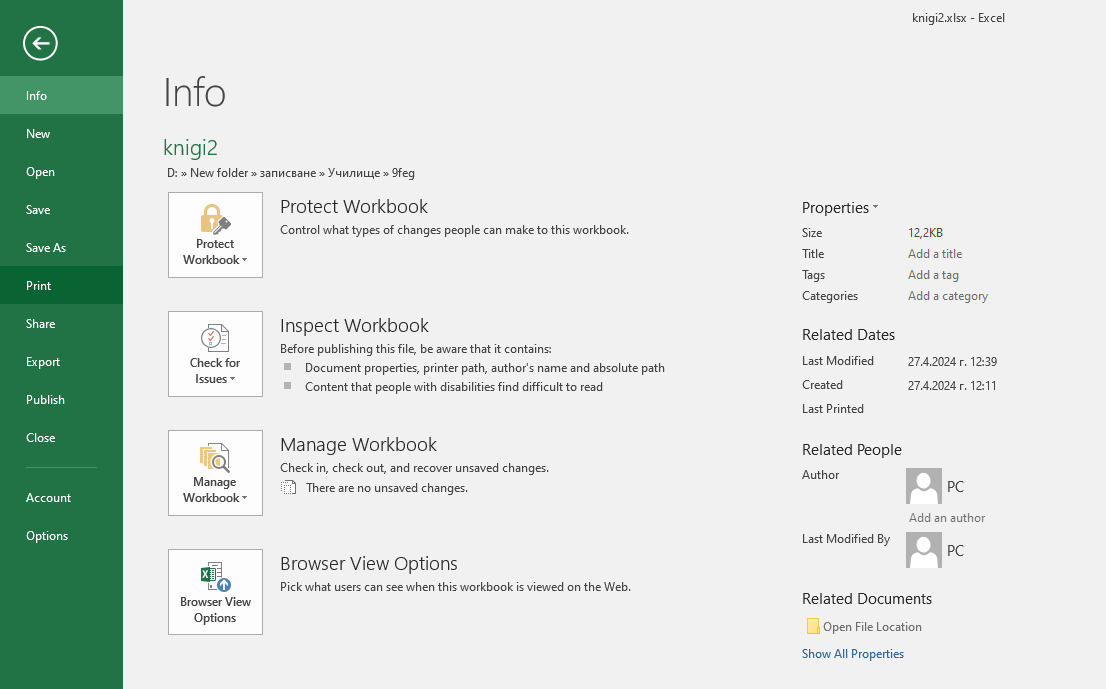 knigi2.xlsx - Excel
Info
New
Open
Save
Save As
Print
Share
Export
Publish
Close
Account
Options
Info
knigi2
D: » New folder » записване » Училище » 9feg
Protect
Workbook
Protect Workbook
Control what types of changes people can make to this workbook.
Check for
Issues
Inspect Workbook
Before publishing this file, be aware that it contains:
Document properties, printer path, author's name and absolute path
Content that people with disabilities find difficult to read
Manage
Workbook
Manage Workbook
Check in, check out, and recover unsaved changes.
There are no unsaved changes.
Browser View
Options
Browser View Options
Pick what users can see when this workbook is viewed on the Web.
Properties
Size 12,2KB
Title Add a title
Tags Add a tag
Categories Add a category
Related Dates
Last Modified 27.4.2024 г. 12:39
Created 27.4.2024 г. 12:11
Last Printed
Related People
Author PC
Add an author
Last Modified By PC
Related Documents
Open File Location
Show All Properties